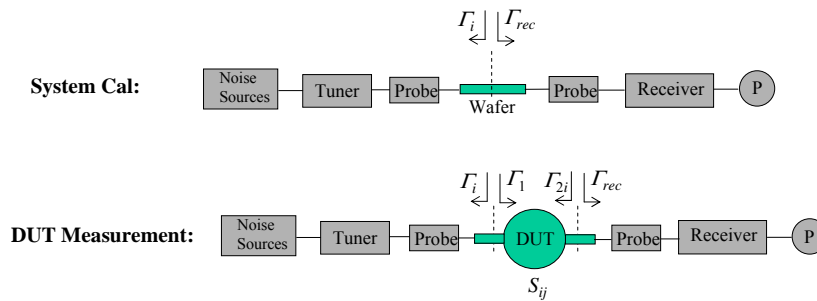 Γi Γrec
System Cal:
Noise
Sources
Tuner
Probe
Wafer
Probe
Receiver
P
Γi Γ1 Γ2i Γrec
DUT Measurement:
Noise
Sources
Tuner
Probe
DUT
Probe
Receiver
P
Sij